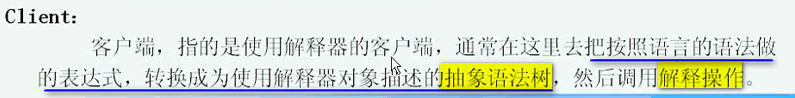 Client：
客户端，指的是使用解释器的客户端，通常在这里去把按照语言的语法做
的表达式，转换成为使用解释器对象描述的抽象语法树，然后调用解释操作。